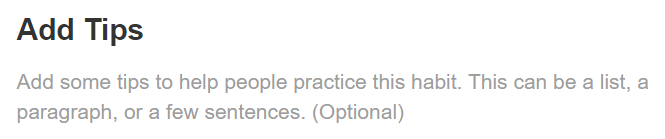 Add Tips
Add some tips to help people practice this habit. This can be a list, a
paragraph, or a few sentences. (Optional)